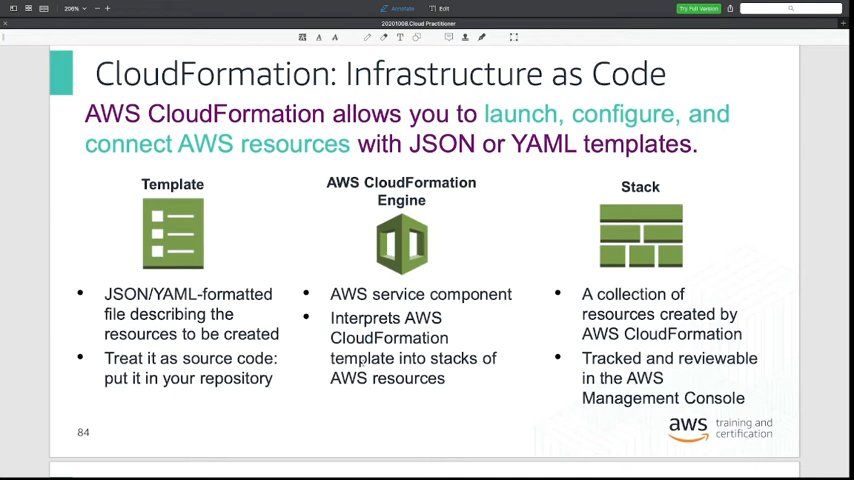 206%
Annotate
Edit
Try Full Version
20201008.Cloud Practitioner
CloudFormation: Infrastructure as Code
AWS CloudFormation allows you to launch, configure, and
connect AWS resources with JSON or YAML templates.
Template
• JSON/YAML-formatted
file describing the
resources to be created
• Treat it as source code:
put it in your repository
AWS CloudFormation
Engine
• AWS service component
• Interprets AWS
CloudFormation
template into stacks of
AWS resources
Stack
• A collection of
resources created by
AWS CloudFormation
• Tracked and reviewable
in the AWS
Management Console
84
aws training and
certification